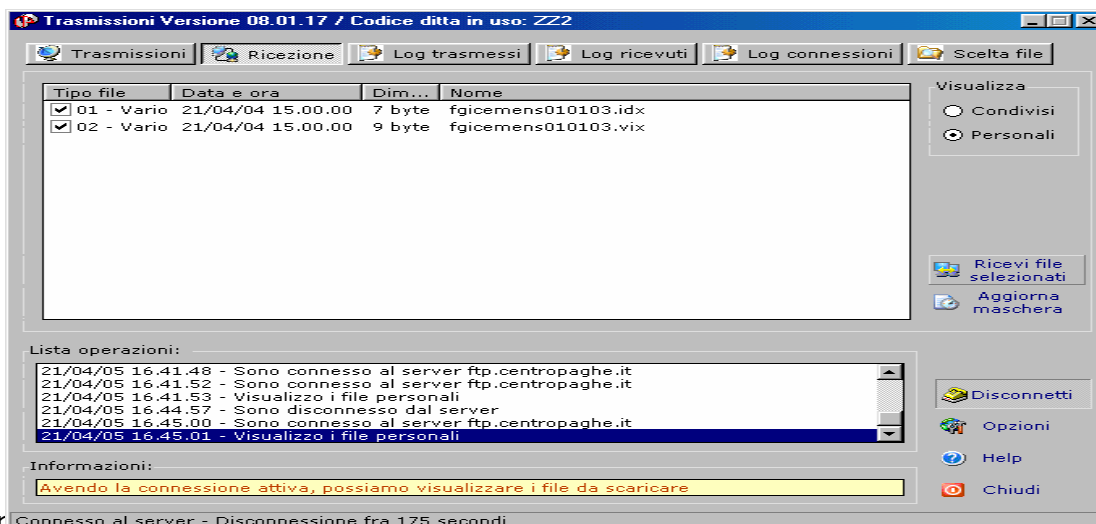 Trasmissioni Versione 08.01.17 / Codice ditta in uso: ZZ2
Trasmissioni Ricezione Log trasmessi Log ricevuti Log connessioni Scelta file
Tipo file Data e ora Dim... Nome
01 - Vario 21/04/04 15.00.00 7 byte fgicemens010103.idx
02 - Vario 21/04/04 15.00.00 9 byte fgicemens010103.vix
Visualizza
Condivisi
Personali
Ricevi file
selezionati
Aggiorna
maschera
Lista operazioni:
21/04/05 16.41.48 - Sono connesso al server ftp.centropaghe.it
21/04/05 16.41.52 - Sono connesso al server ftp.centropaghe.it
21/04/05 16.41.53 - Visualizzo i file personali
21/04/05 16.44.57 - Sono disconnesso dal server
21/04/05 16.45.00 - Sono connesso al server ftp.centropaghe.it
21/04/05 16.45.01 - Visualizzo i file personali
Disconnetti
Opzioni
Help
Chiudi
Informazioni:
Avendo la connessione attiva, possiamo visualizzare i file da scaricare
r Connesso al server - Disconnessione fra 175 secondi